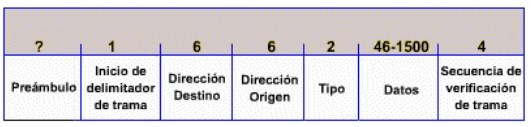 ? 1 6 6 2 46-1500 4
Preámbulo
Inicio de
delimitador
de trama
Dirección
Destino
Dirección
Origen
Tipo
Datos
Secuencia de
verificación
de trama